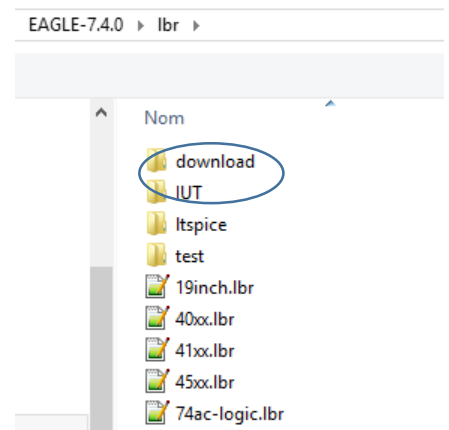 EAGLE-7.4.0 ▸ lbr ▸
Nom
download
IUT
ltspice
test
19inch.lbr
40xx.lbr
41xx.lbr
45xx.lbr
74ac-logic.lbr